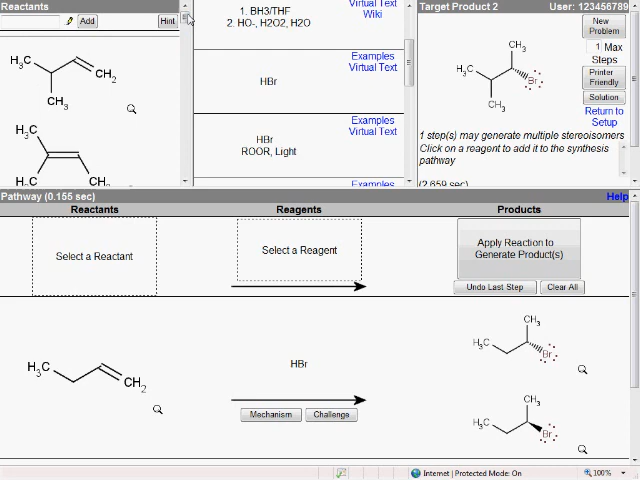 Reactants
Add
Hint
H3C
CH2
CH3
H3C
H3C
CH3
1. BH3/THF
2. HO-, H2O2, H2O
Virtual Text
Wiki
Examples
Virtual Text
HBr
Examples
Virtual Text
HBr
ROOR, Light
Examples
Target Product 2
User: 123456789
CH3
H3C
Br
CH3
New
Problem
1 Max
Steps
Printer
Friendly
Solution
Return to
Setup
1 step(s) may generate multiple stereoisomers
Click on a reagent to add it to the synthesis
pathway
(2.659 sec)
Pathway (0.155 sec)
Help
Reactants
Reagents
Products
Select a Reactant
Select a Reagent
Apply Reaction to
Generate Product(s)
Undo Last Step
Clear All
H3C
CH2
HBr
Mechanism
Challenge
CH3
H3C
Br
CH3
H3C
Br
Internet | Protected Mode: On
100%